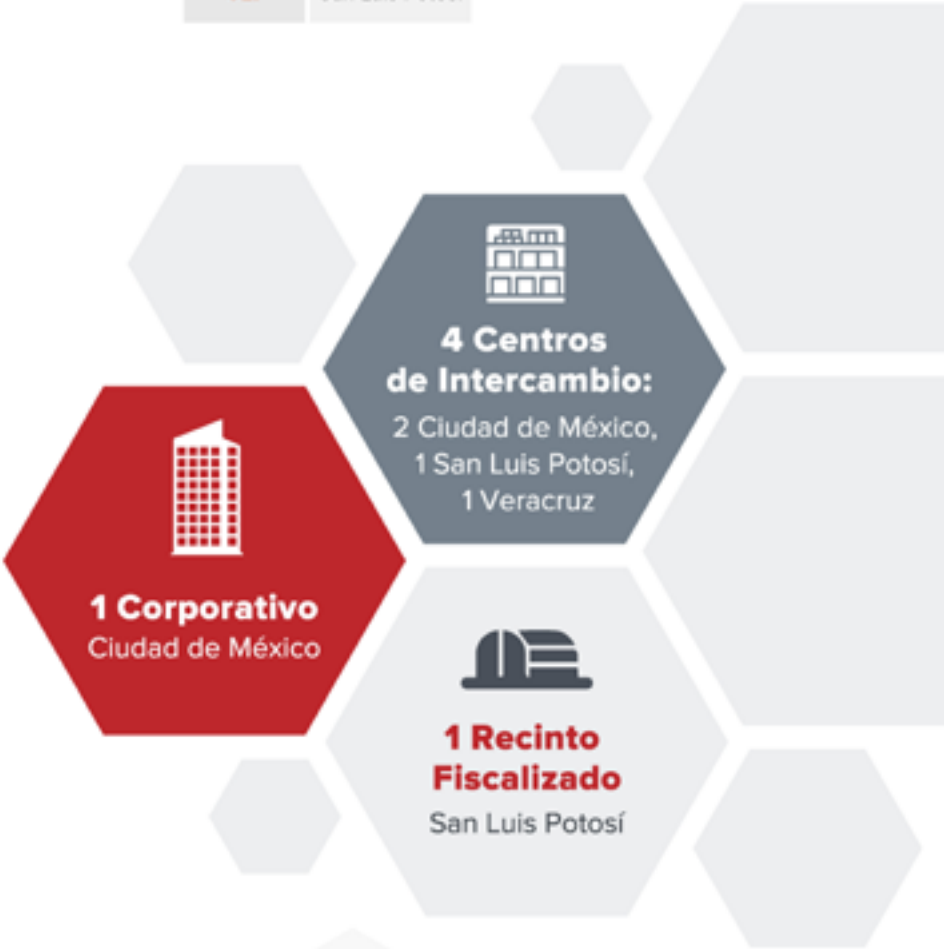 4 Centros
de Intercambio:
2 Ciudad de México,
1 San Luis Potosí,
1 Veracruz
1 Corporativo
Ciudad de México
1 Recinto
Fiscalizado
San Luis Potosí